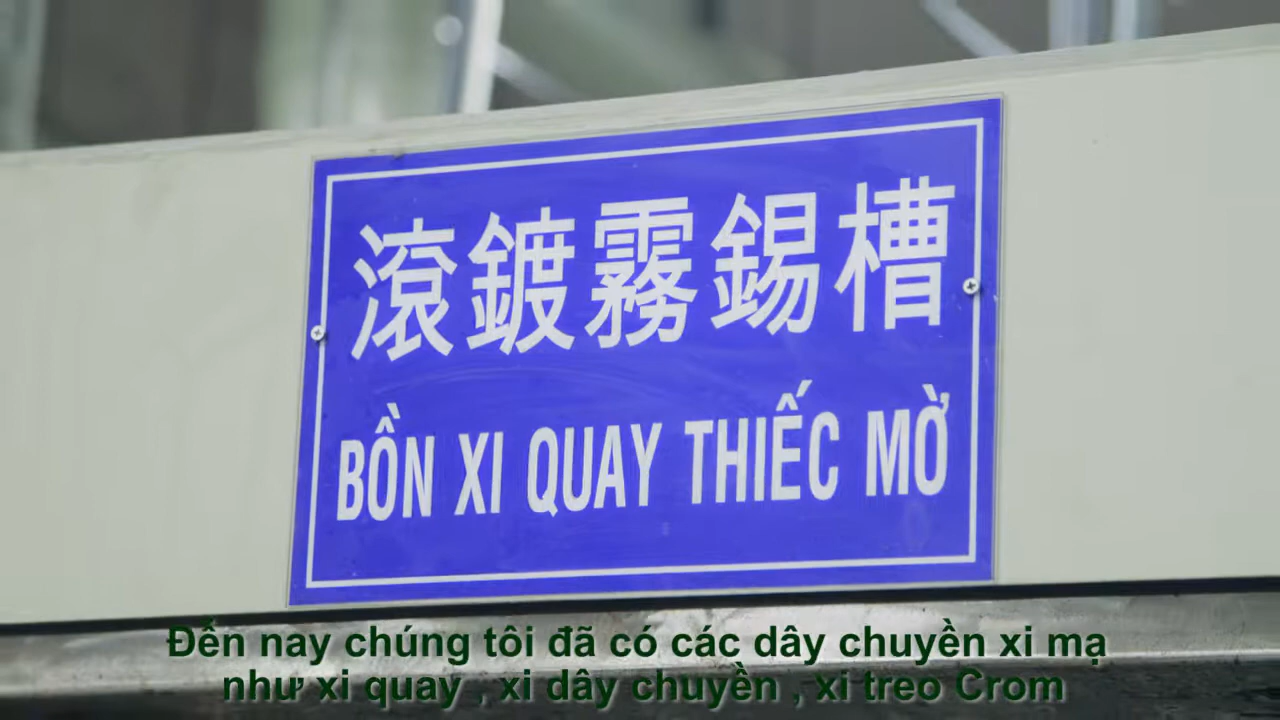 滾鍍霧錫槽
BỒN XI QUAY THIẾC MỜ
Đến nay chúng tôi đã có các dây chuyền xi mạ
như xi quay , xi dây chuyền , xi treo Crom